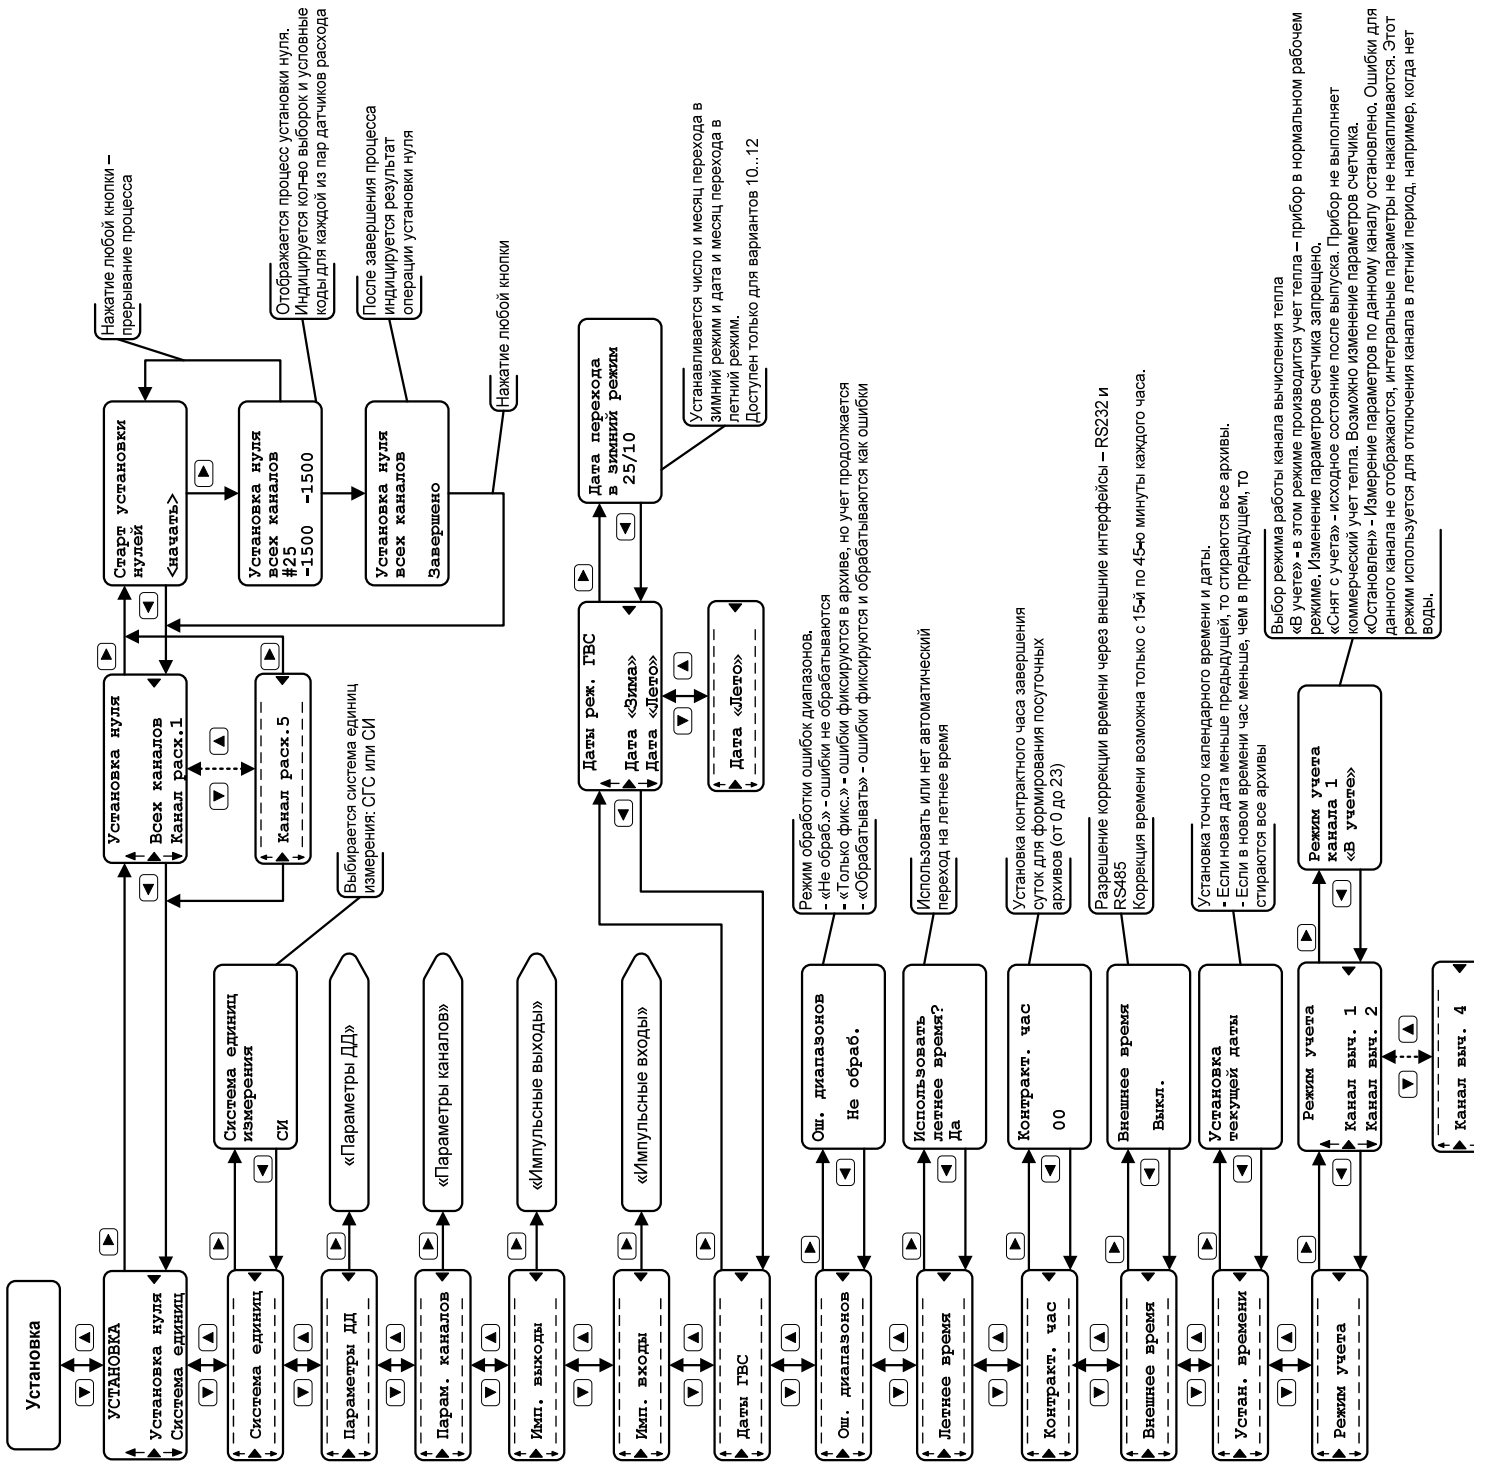 Установка
УСТАНОВКА
Установка нуля
Система единиц
Установка нуля
Всех каналов
Канал расх.1
Канал расх.5
Старт установки
нулей
<начать>
Нажатие любой кнопки –
прерывание процесса
Установка нуля
всех каналов
#25
-1500 -1500
Отображается процесс установки нуля.
Индицируется кол-во выборок и условные
коды для каждой из пар датчиков расхода
Установка нуля
всех каналов
Завершено
После завершения процесса
индицируется результат
операции установки нуля
Нажатие любой кнопки
Система единиц
Система единиц
измерения
СИ
Выбирается система единиц
измерения: СГС или СИ
Параметры ДД
«Параметры ДД»
Парам. каналов
«Параметры каналов»
Имп. выходы
«Импульсные выходы»
Имп. входы
«Импульсные входы»
Даты ГВС
Даты реж. ГВС
Дата «Зима»
Дата «Лето»
Дата «Лето»
Дата перехода
в зимний режим
25/10
Устанавливается число и месяц перехода в
зимний режим и дата и месяц перехода в
летний режим.
Доступен только для вариантов 10...12
Ош. диапазонов
Ош. диапазонов
Не обраб.
Режим обработки ошибок диапазонов.
- «Не обраб.» - ошибки не обрабатываются
- «Только фикс.» - ошибки фиксируются в архиве, но учет продолжается
- «Обрабатывать» - ошибки фиксируются и обрабатываются как ошибки
Летнее время
Использовать
летнее время?
Да
Использовать или нет автоматический
переход на летнее время
Контракт. час
Контракт. час
00
Установка контрактного часа завершения
суток для формирования посуточных
архивов (от 0 до 23)
Внешнее время
Внешнее время
Выкл.
Разрешение коррекции времени через внешние интерфейсы – RS232 и
RS485
Коррекция времени возможна только с 15-й по 45-ю минуты каждого часа.
Устан. времени
Установка
текущей даты
Установка точного календарного времени и даты.
- Если новая дата меньше предыдущей, то стираются все архивы.
- Если в новом времени час меньше, чем в предыдущем, то
стираются все архивы
Режим учета
Режим учета
Канал выч. 1
Канал выч. 2
Канал выч. 4
Режим учета
канала 1
«В учете»
Выбор режима работы канала вычисления тепла
«В учете» - в этом режиме производится учет тепла – прибор в нормальном рабочем
режиме. Изменение параметров счетчика запрещено.
«Снят с учета» - исходное состояние после выпуска. Прибор не выполняет
коммерческий учет тепла. Возможно изменение параметров счетчика.
«Остановлен» - Измерение параметров по данному каналу остановлено. Ошибки для
данного канала не отображаются, интегральные параметры не накапливаются. Этот
режим используется для отключения канала в летний период, например, когда нет
воды.